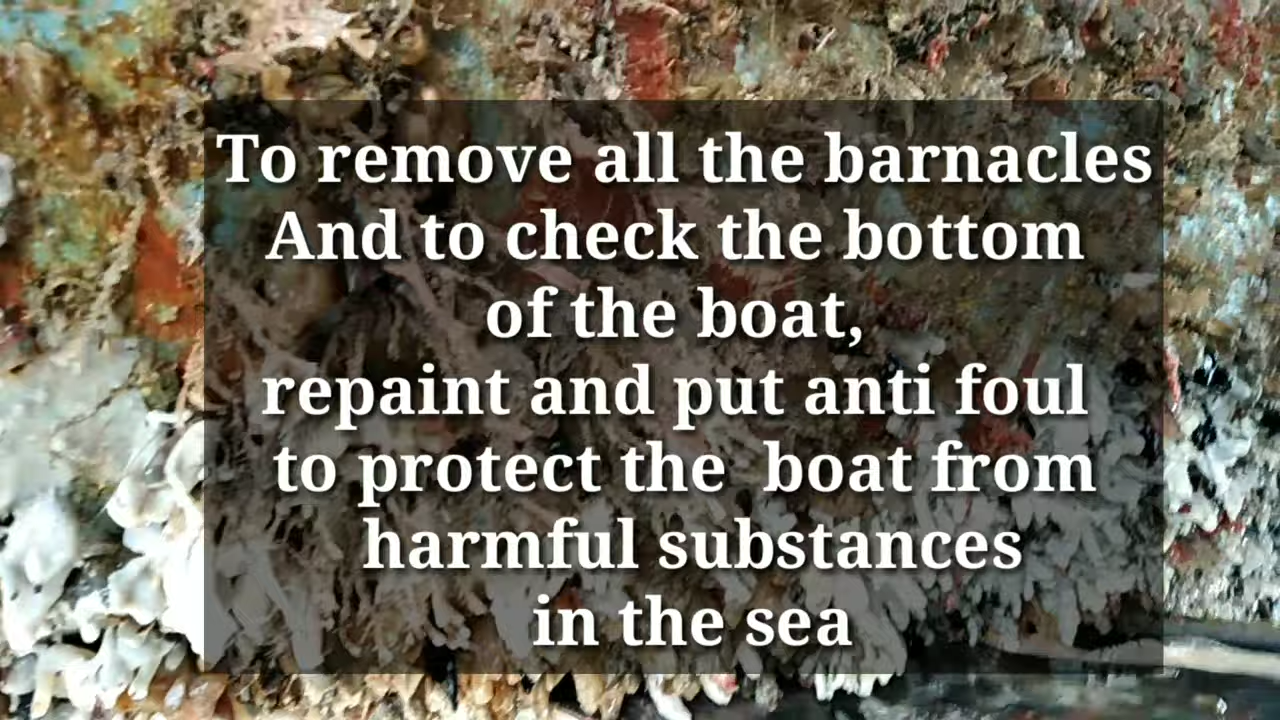 To remove all the barnacles
And to check the bottom
of the boat,
repaint and put anti foul
to protect the boat from
harmful substances
in the sea